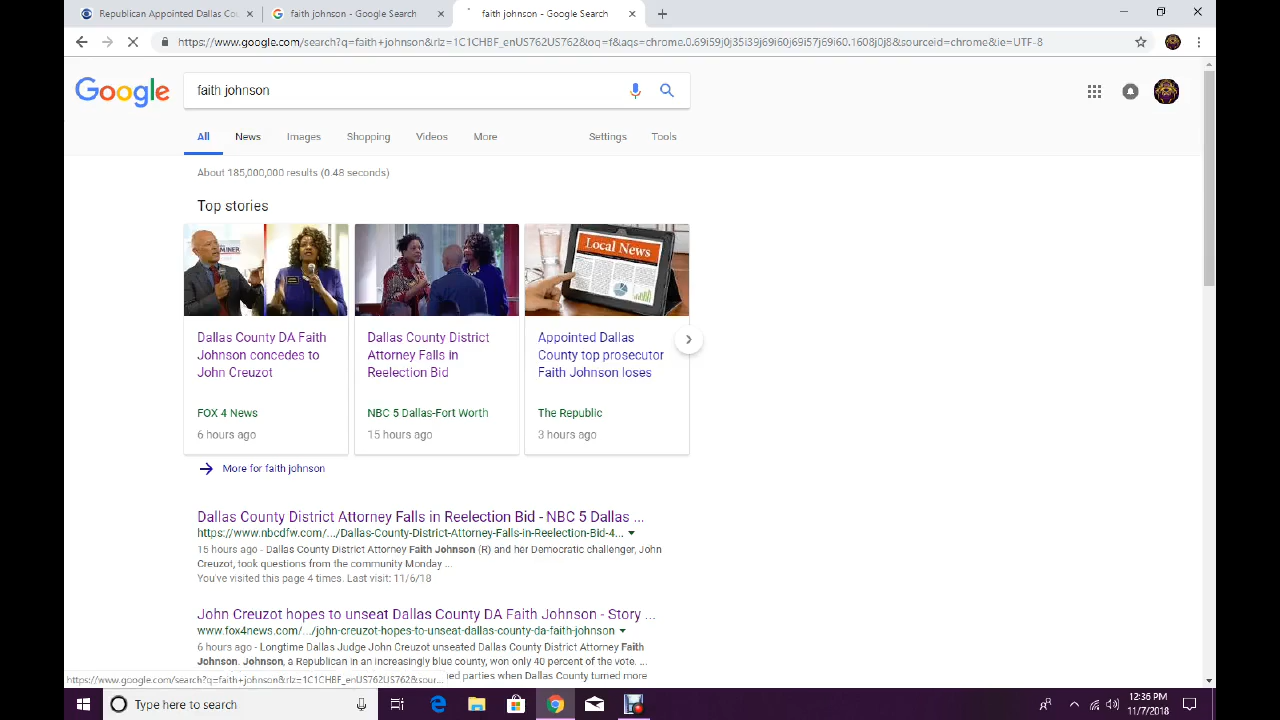 Republican Appointed Dallas Cou
faith johnson - Google Search
faith johnson - Google Search
https://www.google.com/search?q=faith+johnson&rlz=1C1CHBF_enUS762US762&oq=f&aqs=chrome.0.69i59j0j35i39j69i60j69i57j69i60.1608j0j8&sourceid=chrome&ie=UTF-8
Google
faith johnson
All News Images Shopping Videos More Settings Tools
About 185,000,000 results (0.48 seconds)
Top stories
Local News
Dallas County DA Faith
Johnson concedes to
John Creuzot
FOX 4 News
6 hours ago
Dallas County District
Attorney Falls in
Reelection Bid
NBC 5 Dallas-Fort Worth
15 hours ago
Appointed Dallas
County top prosecutor
Faith Johnson loses
The Republic
3 hours ago
More for faith johnson
Dallas County District Attorney Falls in Reelection Bid - NBC 5 Dallas ...
https://www.nbcdfw.com/.../Dallas-County-District-Attorney-Falls-in-Reelection-Bid-4...
15 hours ago - Dallas County District Attorney Faith Johnson (R) and her Democratic challenger, John
Creuzot, took questions from the community Monday ...
You've visited this page 4 times. Last visit: 11/6/18
John Creuzot hopes to unseat Dallas County DA Faith Johnson - Story ...
www.fox4news.com/.../john-creuzot-hopes-to-unseat-dallas-county-da-faith-johnson
6 hours ago - Longtime Dallas Judge John Creuzot unseated Dallas County District Attorney Faith
Johnson. Johnson, a Republican in an increasingly blue county, won only 40 percent of the vote. ...
ed parties when Dallas County turned more
https://www.google.com/search?q=faith+johnson&rlz=1C1CHBF_enUS762US762&oq=f&sour...
Type here to search
12:36 PM
11/7/2018